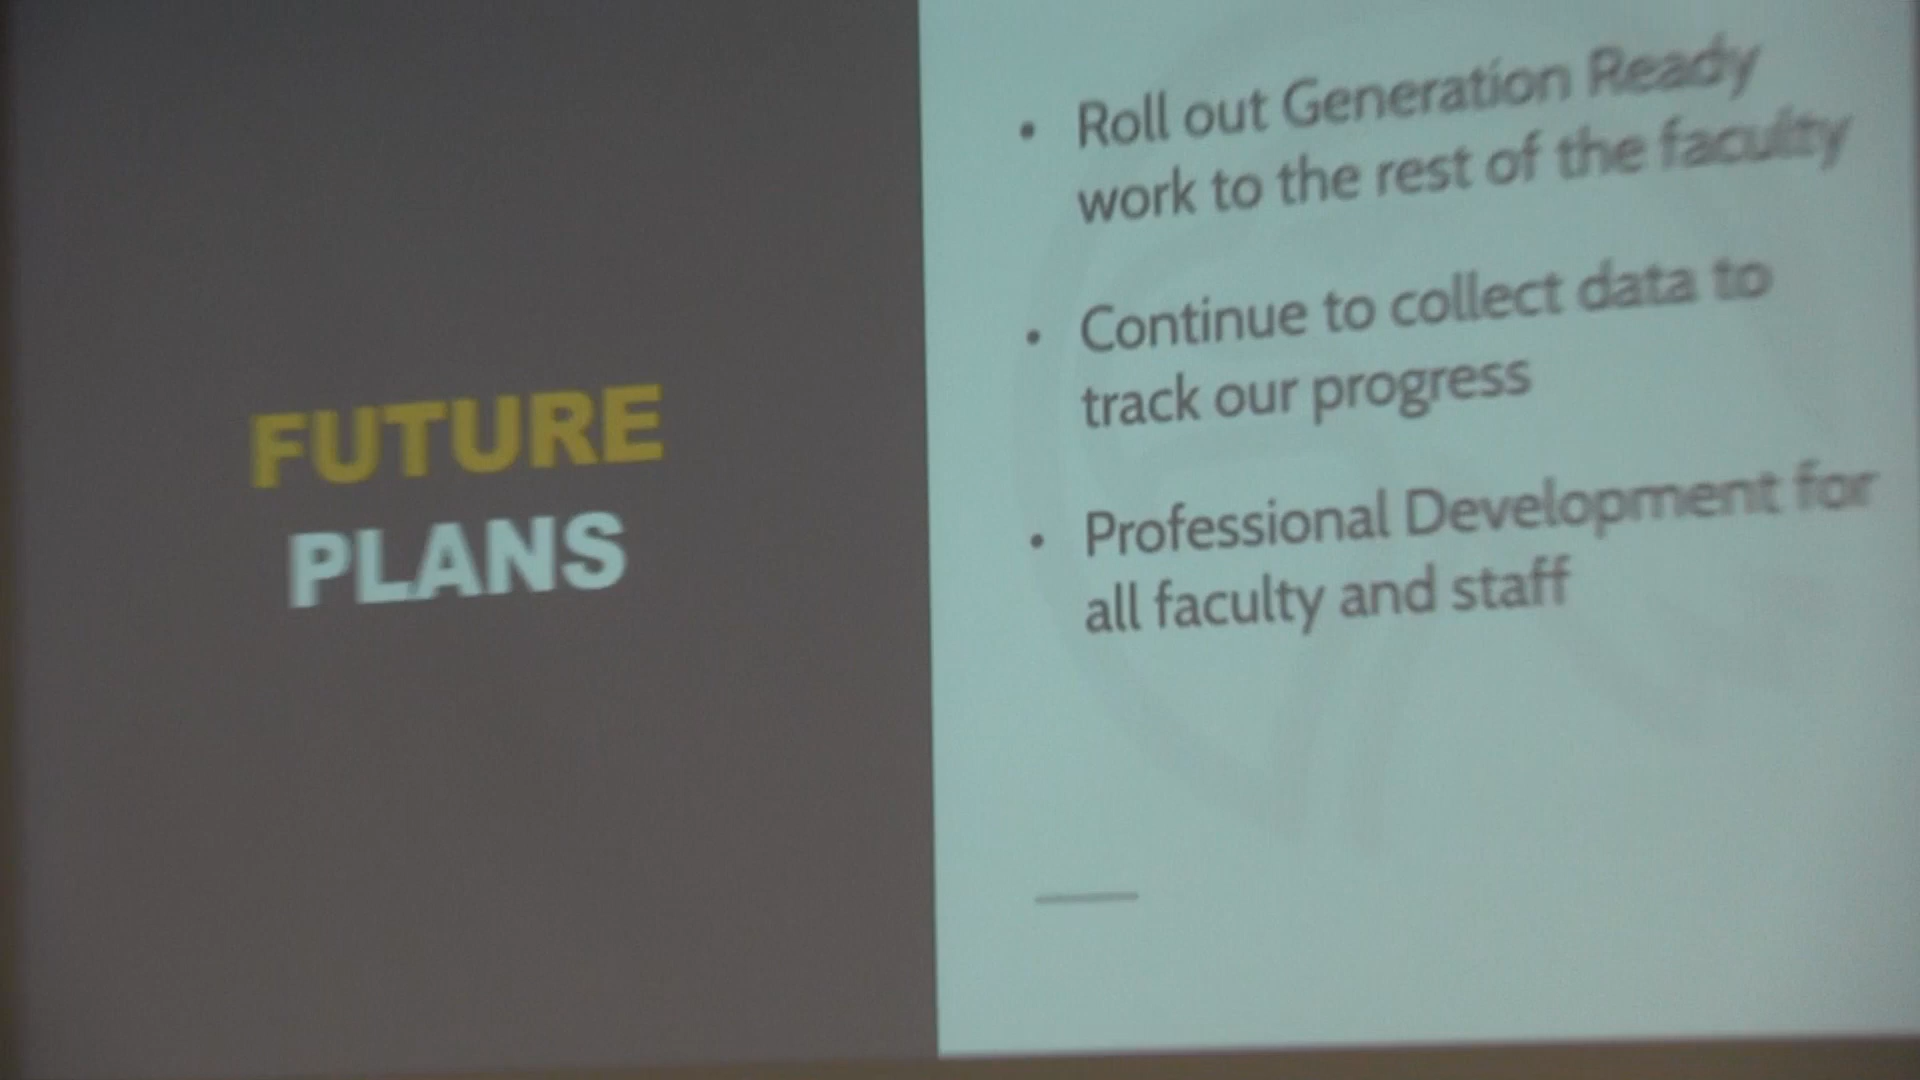 FUTURE
PLANS
• Roll out Generation Ready
work to the rest of the faculty
• Continue to collect data to
track our progress
• Professional Development for
all faculty and staff